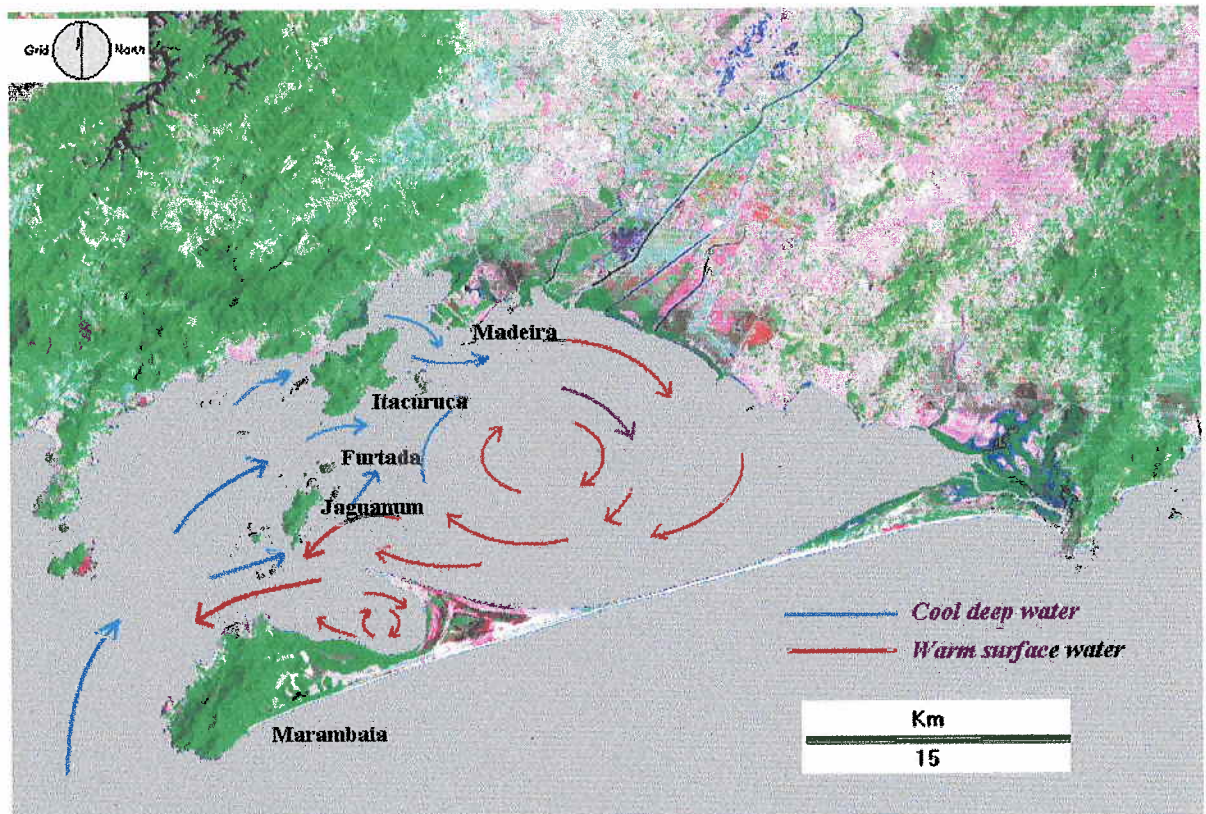 Grid North
Madeira
Itacuruca
Furtada
Jaguanum
Cool deep water
Warm surface water
Km
15
Marambaia